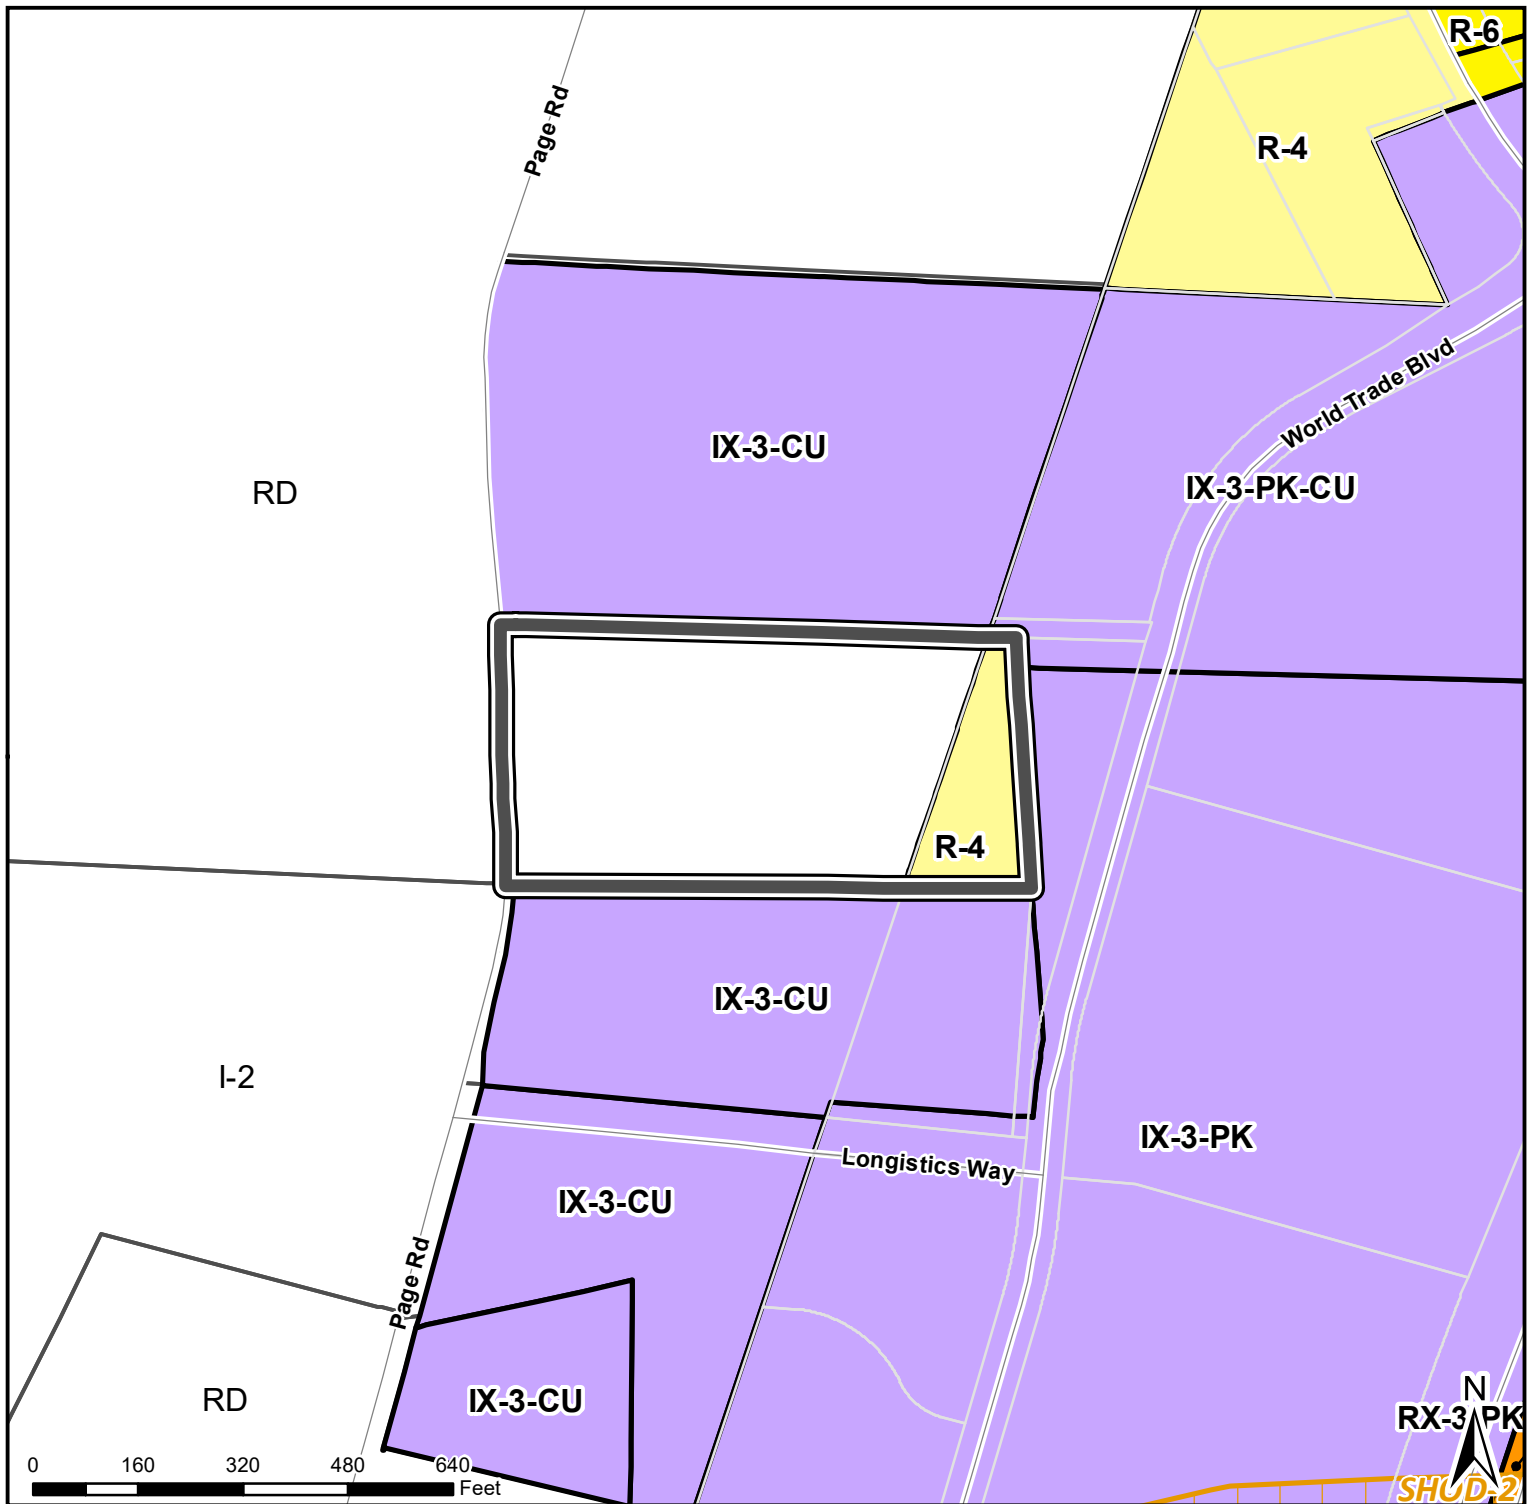 R-6
Page Rd
R-4
World Trade Blvd
IX-3-CU
IX-3-PK-CU
RD
R-4
IX-3-CU
I-2
IX-3-PK
Longistics Way
IX-3-CU
Page Rd
N
IX-3-CU
RD
RX-3-PK
0 160 320 480 640
Feet
SHOD-2